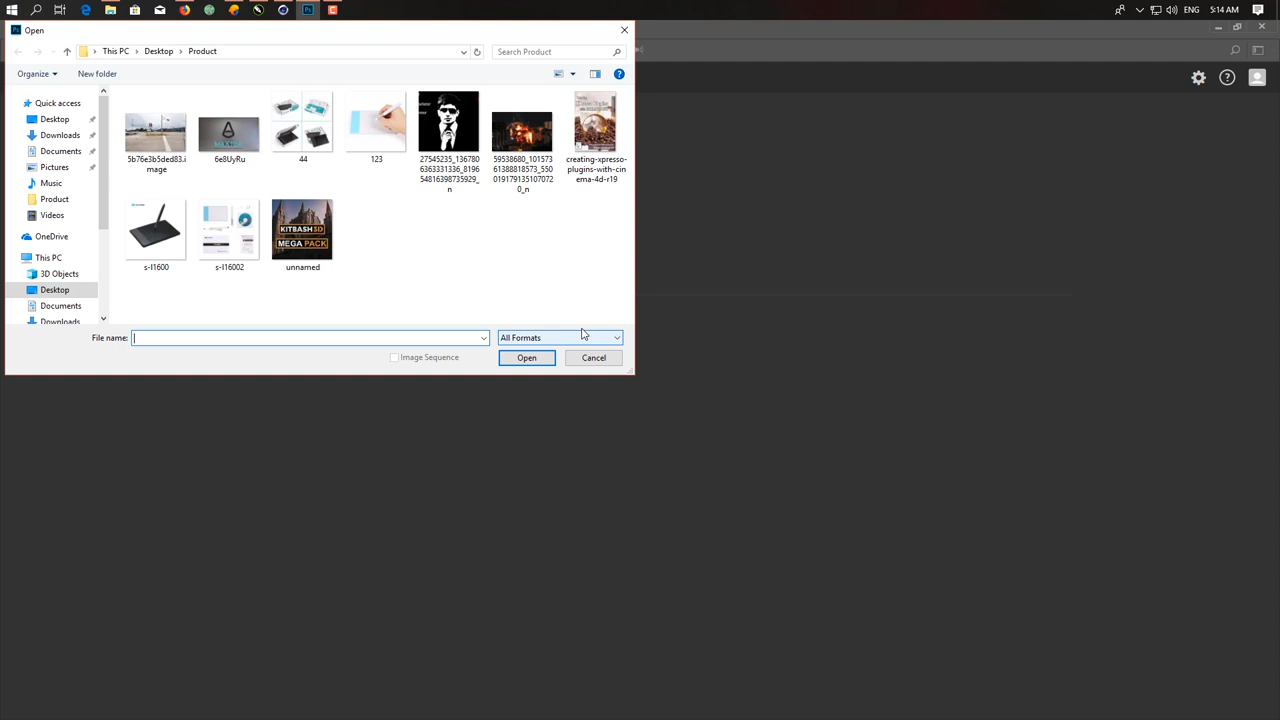 ENG
5:14 AM
Open
This PC
Desktop
Product
Search Product
Organize
New folder
Quick access
Desktop
Downloads
Documents
Pictures
Music
Product
Videos
OneDrive
This PC
3D Objects
Desktop
Documents
Downloads
5b76e3b5ded83.i
mage
6e8UyRu
44
123
27545235_136780
6363331336_8196
54816398735929_
n
59538680_101573
61388818573_550
019179135107072
0_n
creating-xpresso-
plugins-with-cin
ema-4d-r19
s-l1600
s-l16002
KITBASH3D
MEGA PACK
unnamed
File name:
All Formats
Image Sequence
Open
Cancel